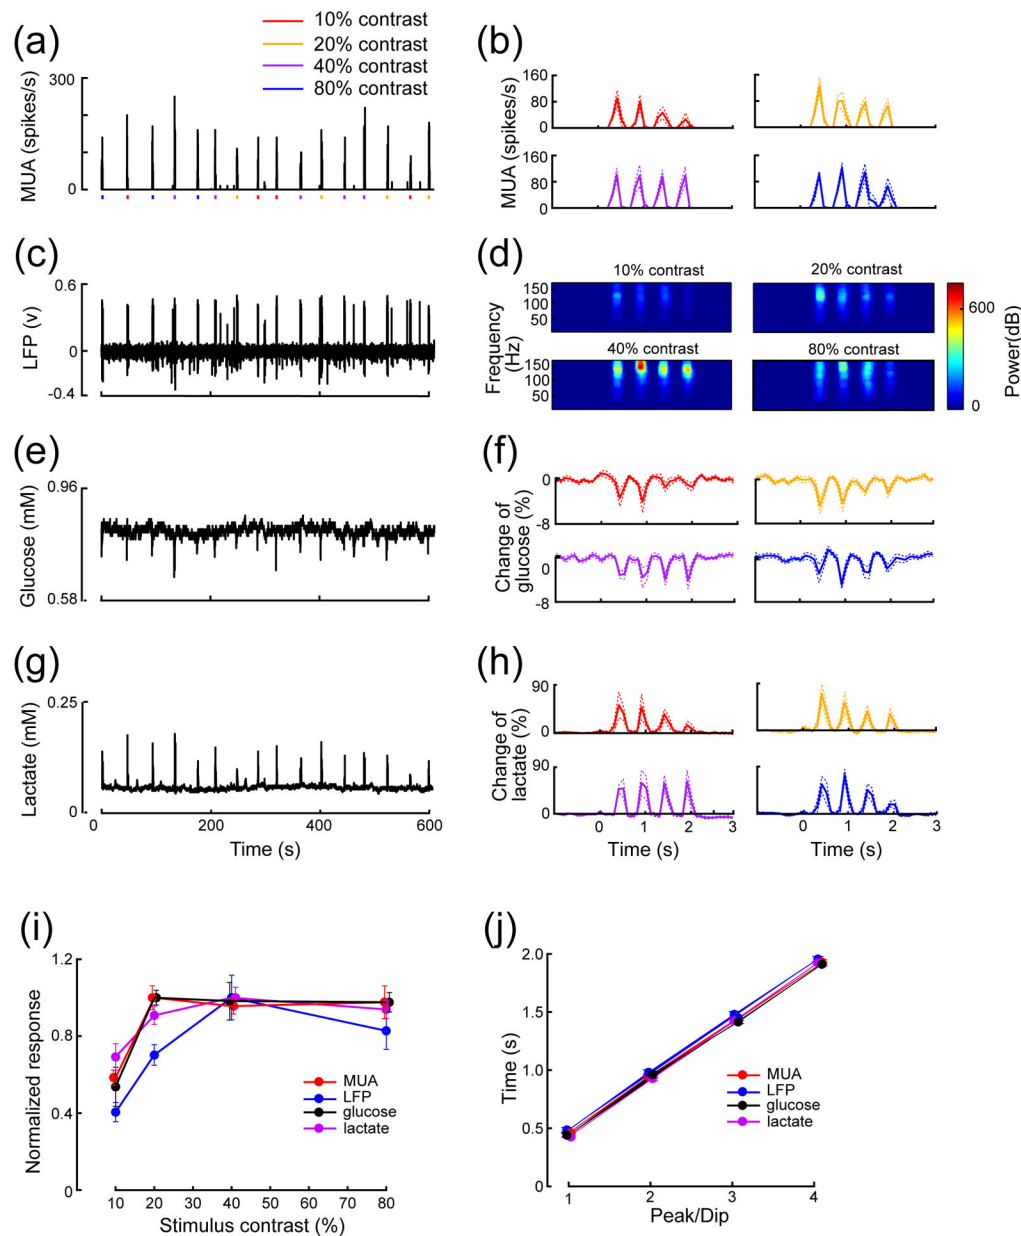 (a)
10% contrast
20% contrast
40% contrast
80% contrast
MUA (spikes/s)
300
0
(b)
MUA (spikes/s)
160
80
0
MUA (spikes/s)
160
80
0
(c)
LFP (v)
0.6
0
-0.4
(d)
10% contrast
20% contrast
40% contrast
80% contrast
Frequency
(Hz)
150
100
50
150
100
50
600
0
Power(dB)
(e)
Glucose (mM)
0.96
0.58
(f)
Change of
glucose (%)
0
-8
0
-8
(g)
Lactate (mM)
0.25
0
0
200
400
600
Time (s)
(h)
Change of
lactate (%)
90
0
90
0
0
1
2
3
Time (s)
0
1
2
3
Time (s)
(i)
Normalized response
1.2
0.8
0.4
0
MUA
LFP
glucose
lactate
10
20
30
40
50
60
70
80
Stimulus contrast (%)
(j)
Time (s)
2.0
1.5
1.0
0.5
0
MUA
LFP
glucose
lactate
1
2
3
4
Peak/Dip